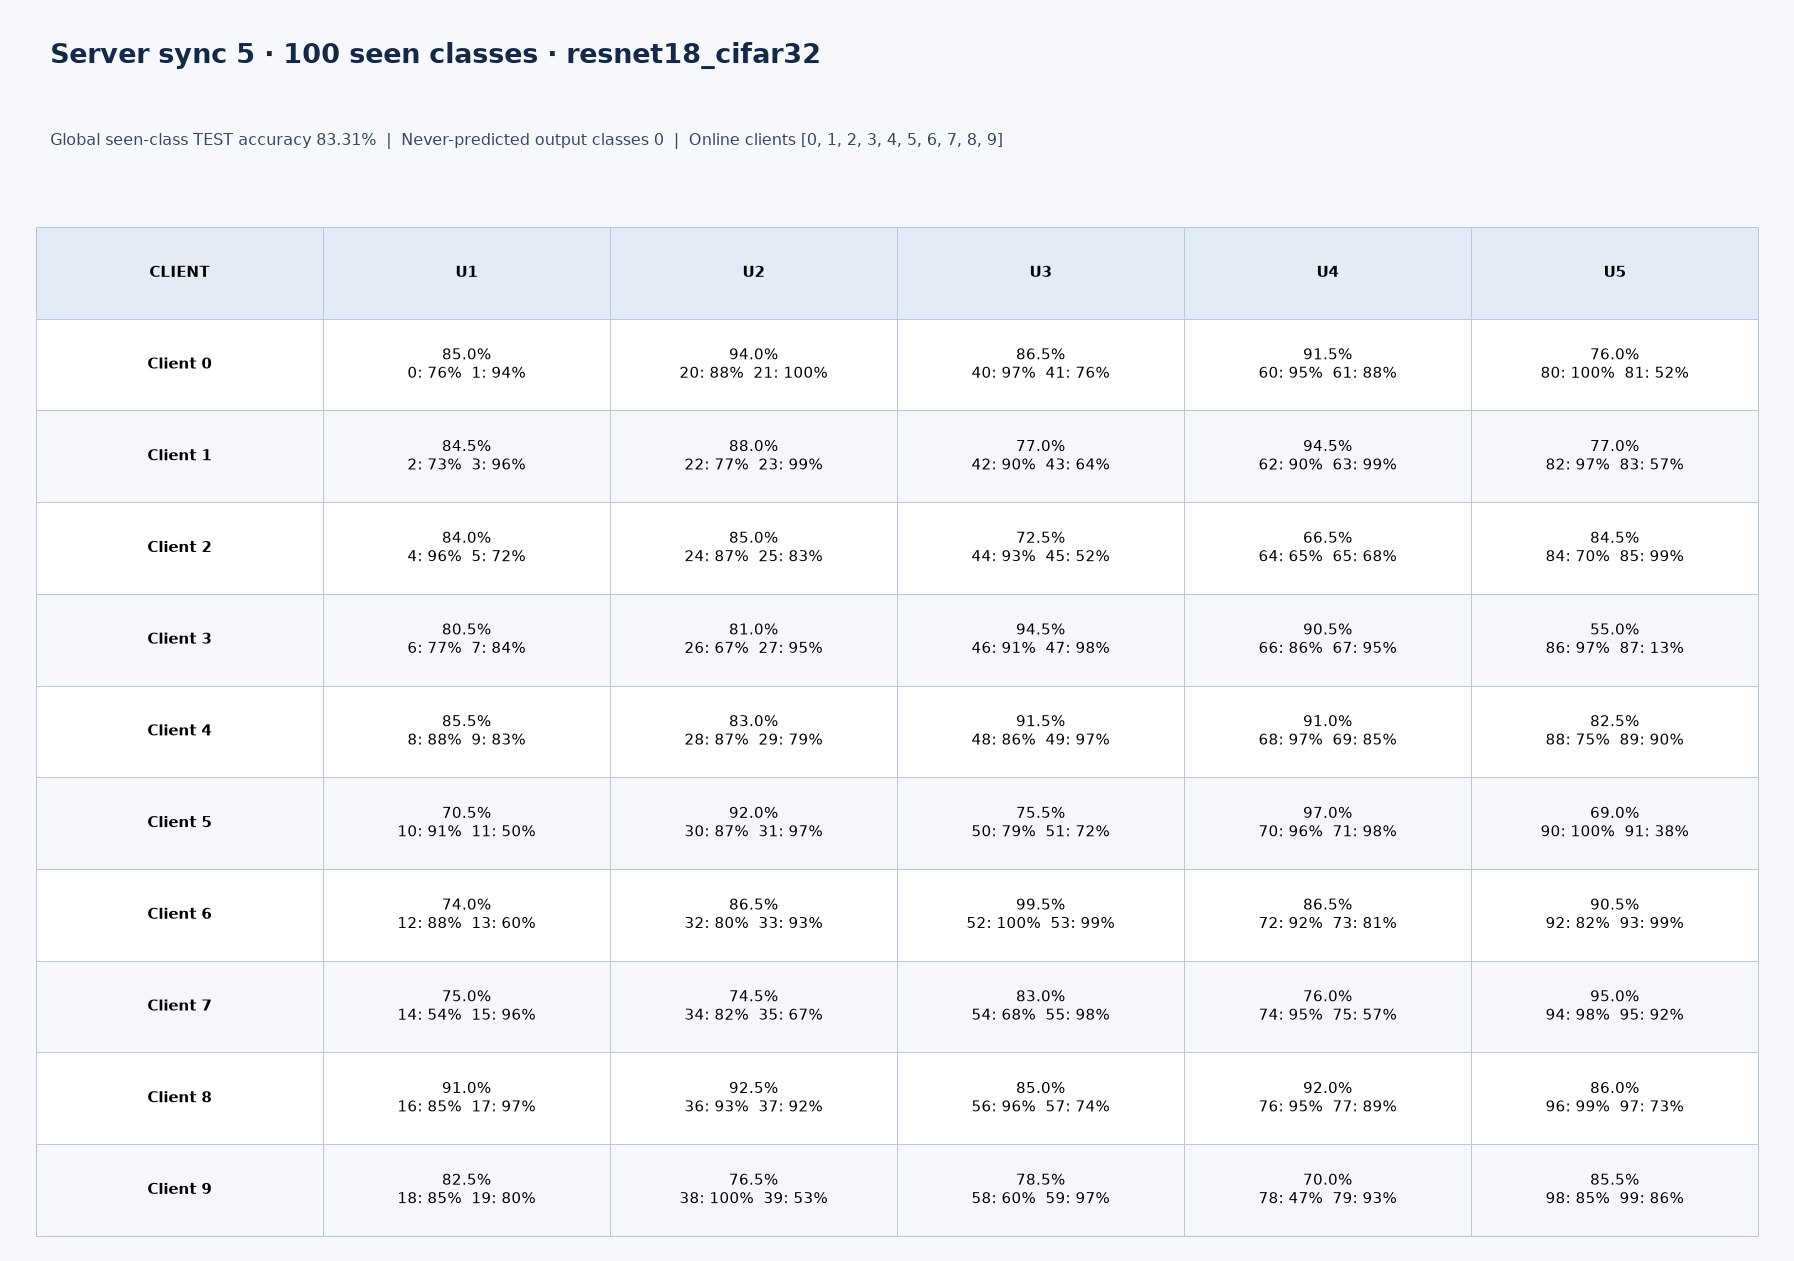 Server sync 5 · 100 seen classes · resnet18_cifar32
Global seen-class TEST accuracy 83.31% | Never-predicted output classes 0 | Online clients [0, 1, 2, 3, 4, 5, 6, 7, 8, 9]
CLIENT U1 U2 U3 U4 U5
85.0% 94.0% 86.5% 91.5% 76.0%
Client 0
0: 76% 1: 94% 20: 88% 21: 100% 40: 97% 41: 76% 60: 95% 61: 88% 80: 100% 81: 52%
84.5% 88.0% 77.0% 94.5% 77.0%
Client 1
2: 73% 3: 96% 22: 77% 23: 99% 42: 90% 43: 64% 62: 90% 63: 99% 82: 97% 83: 57%
84.0% 85.0% 72.5% 66.5% 84.5%
Client 2
4: 96% 5: 72% 24: 87% 25: 83% 44: 93% 45: 52% 64: 65% 65: 68% 84: 70% 85: 99%
80.5% 81.0% 94.5% 90.5% 55.0%
Client 3
6: 77% 7: 84% 26: 67% 27: 95% 46: 91% 47: 98% 66: 86% 67: 95% 86: 97% 87: 13%
85.5% 83.0% 91.5% 91.0% 82.5%
Client 4
8: 88% 9: 83% 28: 87% 29: 79% 48: 86% 49: 97% 68: 97% 69: 85% 88: 75% 89: 90%
70.5% 92.0% 75.5% 97.0% 69.0%
Client 5
10: 91% 11: 50% 30: 87% 31: 97% 50: 79% 51: 72% 70: 96% 71: 98% 90: 100% 91: 38%
74.0% 86.5% 99.5% 86.5% 90.5%
Client 6
12: 88% 13: 60% 32: 80% 33: 93% 52: 100% 53: 99% 72: 92% 73: 81% 92: 82% 93: 99%
75.0% 74.5% 83.0% 76.0% 95.0%
Client 7
14: 54% 15: 96% 34: 82% 35: 67% 54: 68% 55: 98% 74: 95% 75: 57% 94: 98% 95: 92%
91.0% 92.5% 85.0% 92.0% 86.0%
Client 8
16: 85% 17: 97% 36: 93% 37: 92% 56: 96% 57: 74% 76: 95% 77: 89% 96: 99% 97: 73%
82.5% 76.5% 78.5% 70.0% 85.5%
Client 9
18: 85% 19: 80% 38: 100% 39: 53% 58: 60% 59: 97% 78: 47% 79: 93% 98: 85% 99: 86%